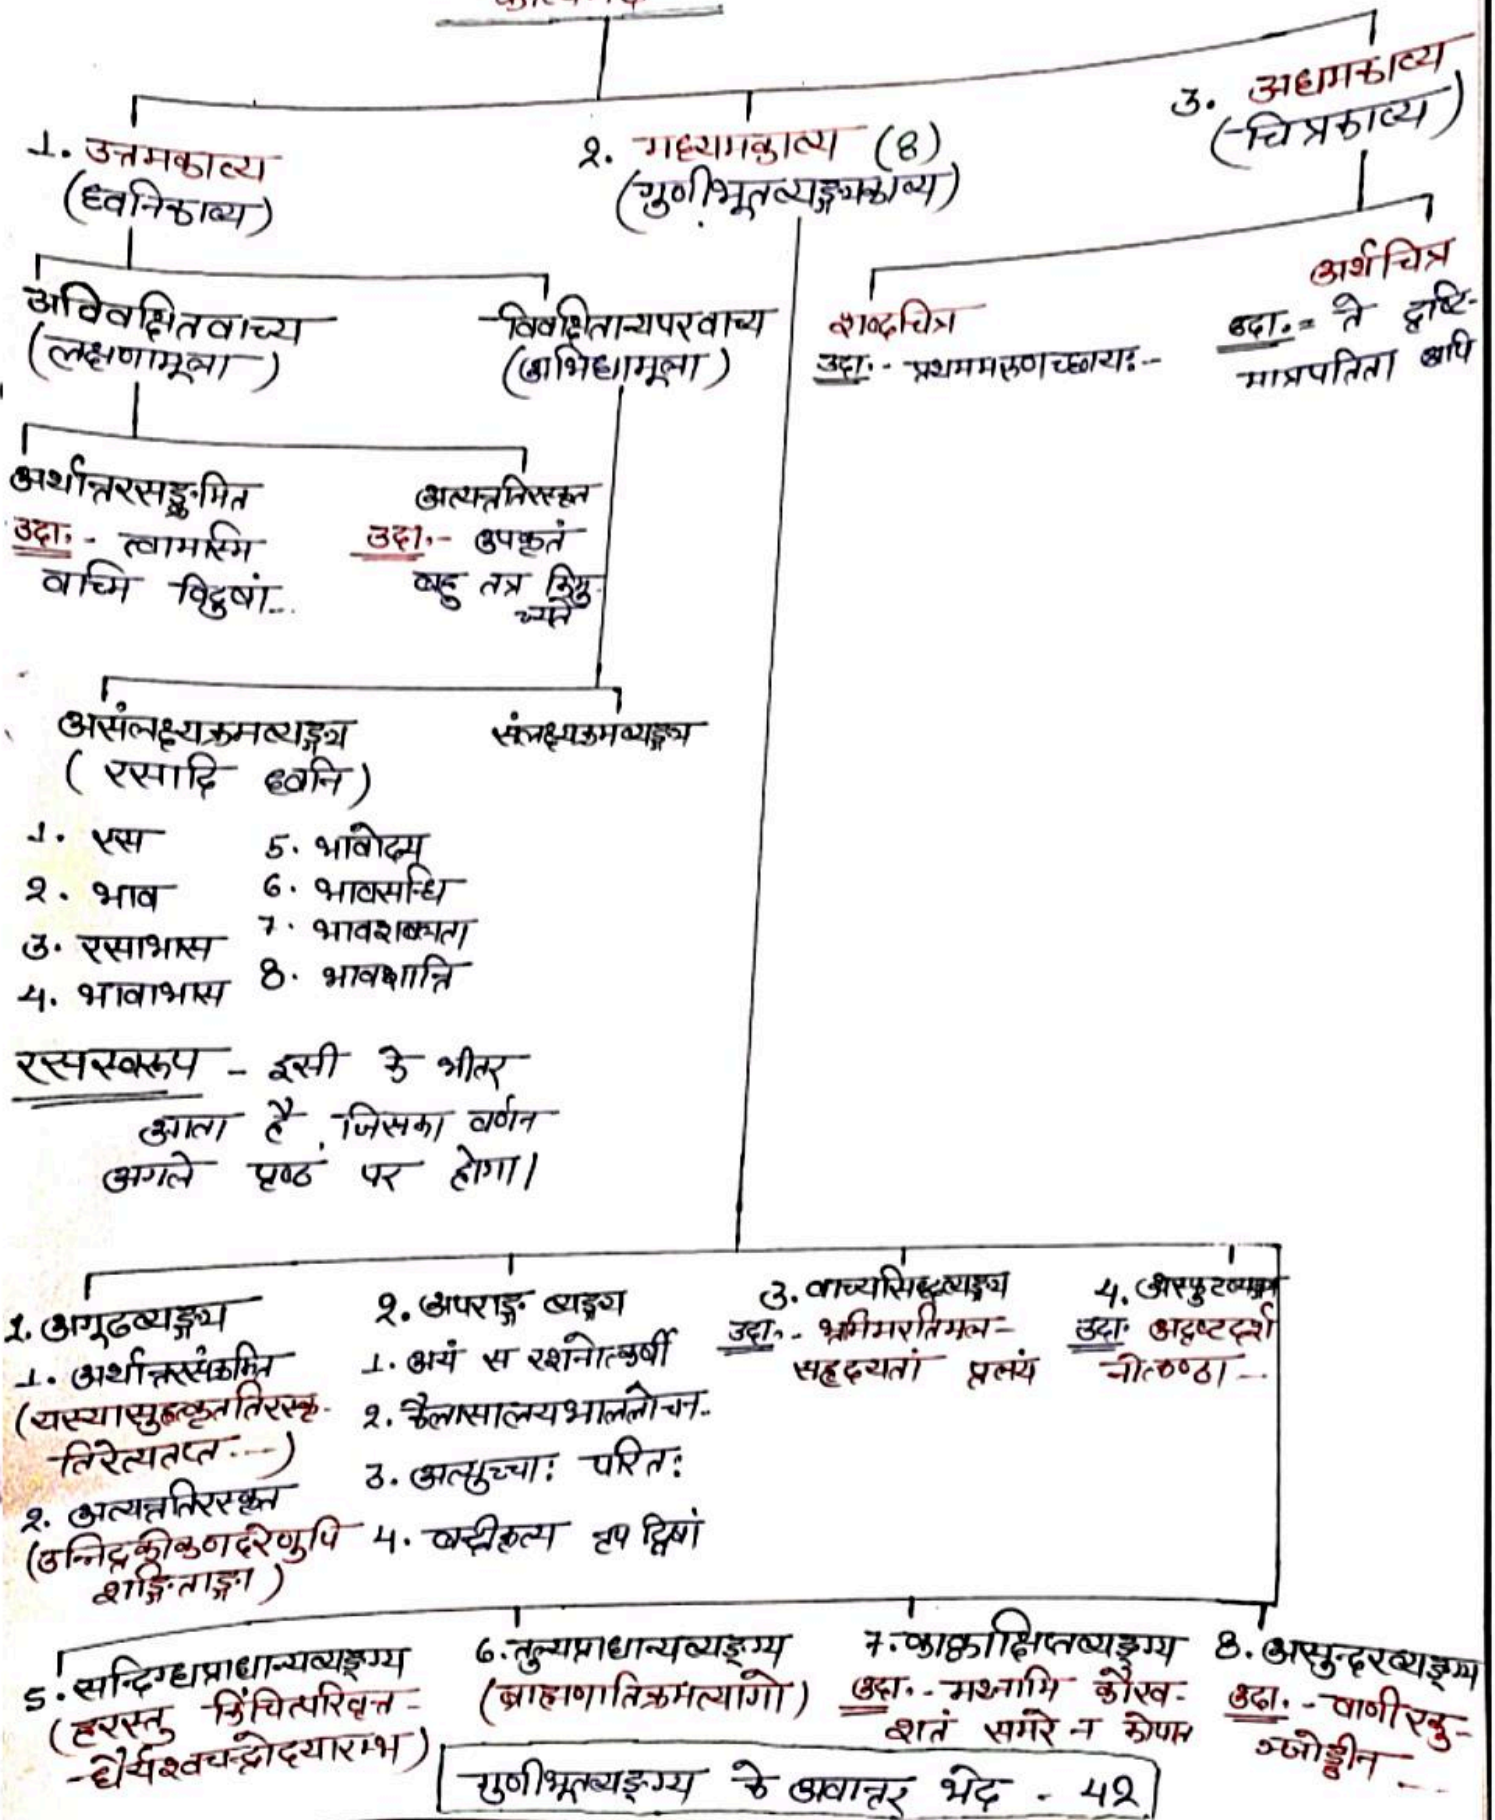 1. उत्तमकाव्य
(ध्वनिकाव्य)
2. मध्यमकाव्य (8)
(गुणीभूतव्यङ्ग्यकाव्य)
3. अधमकाव्य
(चित्रकाव्य)
अविवक्षितवाच्य
(लक्षणामूला)
विवक्षितान्यपरवाच्य
(अभिधामूला)
शब्दचित्र
उदा.- प्रथममरुणच्छायः-
अर्थचित्र
उदा.= ते दृष्टि-
मात्रपतिता अपि
अर्थान्तरसङ्क्रमित
उदा.- त्वामस्मि
वाच्मि विदुषां...
अत्यन्ततिरस्कृत
उदा.- उपकृतं
बहु तत्र किमु-
च्यते
असंलक्ष्यक्रमव्यङ्ग्य
(रसादि ध्वनि)
संलक्ष्यक्रमव्यङ्ग्य
1. रस
2. भाव
3. रसाभास
4. भावाभास
5. भावोदय
6. भावसन्धि
7. भावशबलता
8. भावशान्ति
रसस्वरूप - इसी के भीतर
आता है, जिसका वर्णन
अगले पृष्ठ पर होगा।
1. अगूढव्यङ्ग्य
1. अर्थान्तरसंक्रमित
(यस्यासुहृत्कृततिरस्कृ-
-तिरेत्यतप्त---)
2. अत्यन्ततिरस्कृत
(उन्निद्रकोकनदरेणुपि
शङ्गिताङ्गा)
2. अपराङ्ग व्यङ्ग्य
1. अयं स रशनोत्कर्षी
2. कैलासालयभाललोचन..
3. अत्युच्चाः परितः
4. बन्दीकृत्य नृप द्विषां
3. वाच्यसिद्धव्यङ्ग्य
उदा.- भ्रमिमरतिमल-
सहृदयतां प्रलयं
4. अस्फुटव्यङ्ग्य
उदा. अदृष्टदर्श
नोत्कण्ठा --
5. सन्दिग्धप्राधान्यव्यङ्ग्य
(हरस्तु किंचित्परिवृत्त-
-धैर्यश्वचन्द्रोदयारम्भ)
6. तुल्यप्राधान्यव्यङ्ग्य
(ब्राह्मणातिक्रमत्यागो)
7. काक्वाक्षिप्तव्यङ्ग्य
उदा.- मथ्नामि कौरव-
शतं समरे न कोपात
8. असुन्दरव्यङ्ग्य
उदा.- वाणीरकु-
ञ्जोड्डीन --
गुणीभूतव्यङ्ग्य के अवान्तर भेद - 42